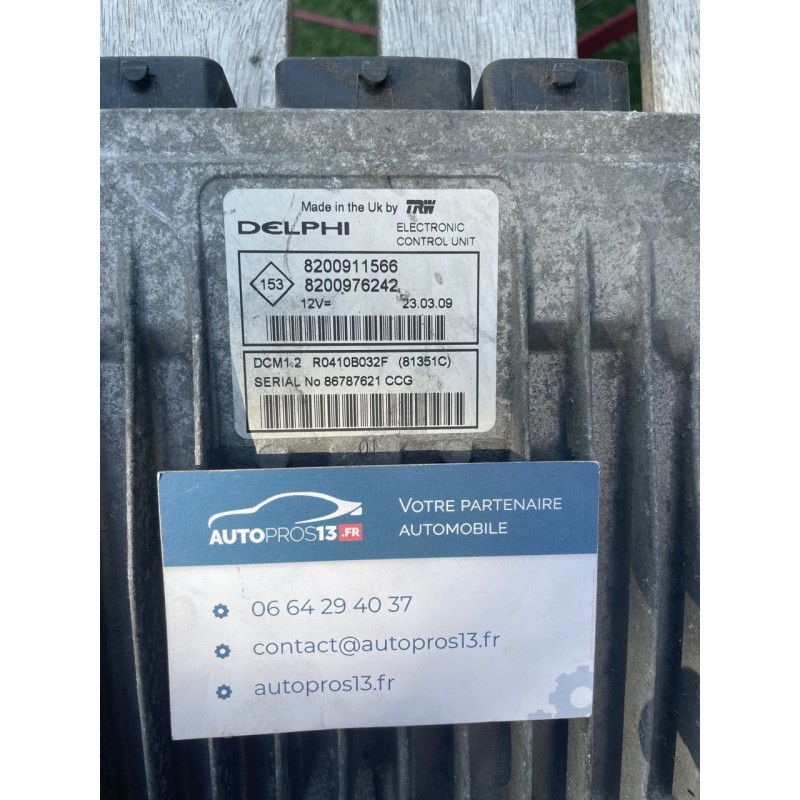 Made in the Uk by TRW
DELPHI
ELECTRONIC
CONTROL UNIT
153
8200911566
8200976242
12V= 23.03.09
DCM1.2 R0410B032F (81351C)
SERIAL No 86787621 CCG
01
AUTOPROS13.FR
VOTRE PARTENAIRE
AUTOMOBILE
06 64 29 40 37
contact@autopros13.fr
autopros13.fr